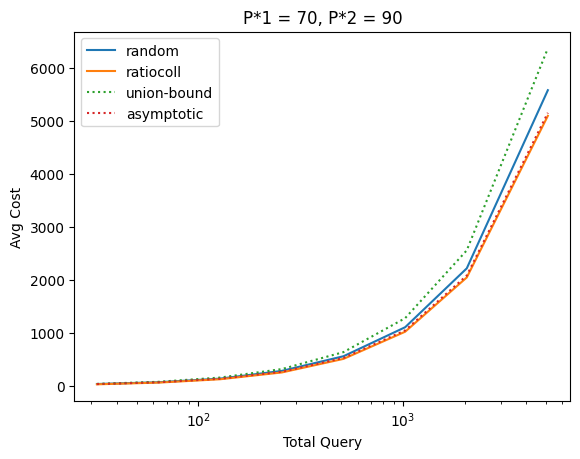 P*1 = 70, P*2 = 90
random
ratiocoll
union-bound
asymptotic
Avg Cost
6000
5000
4000
3000
2000
1000
0
10²
10³
Total Query